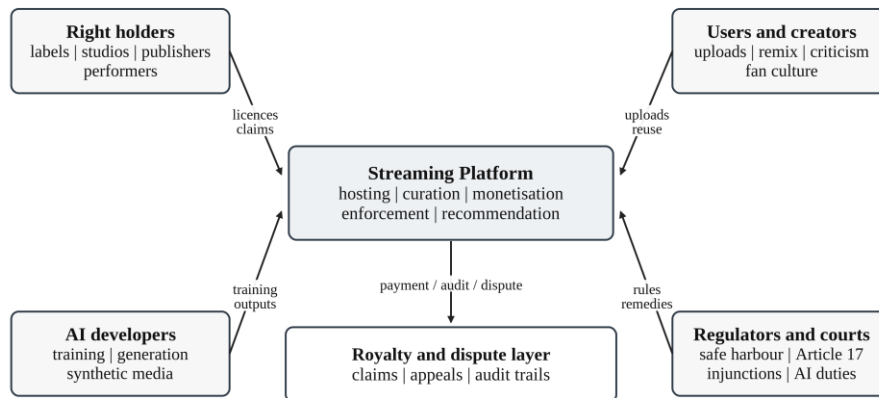 Right holders
labels | studios | publishers
performers
Users and creators
uploads | remix | criticism
fan culture
licences
claims
uploads
reuse
Streaming Platform
hosting | curation | monetisation
enforcement | recommendation
training
outputs
payment / audit / dispute
rules
remedies
AI developers
training | generation
synthetic media
Royalty and dispute layer
claims | appeals | audit trails
Regulators and courts
safe harbour | Article 17
injunctions | AI duties